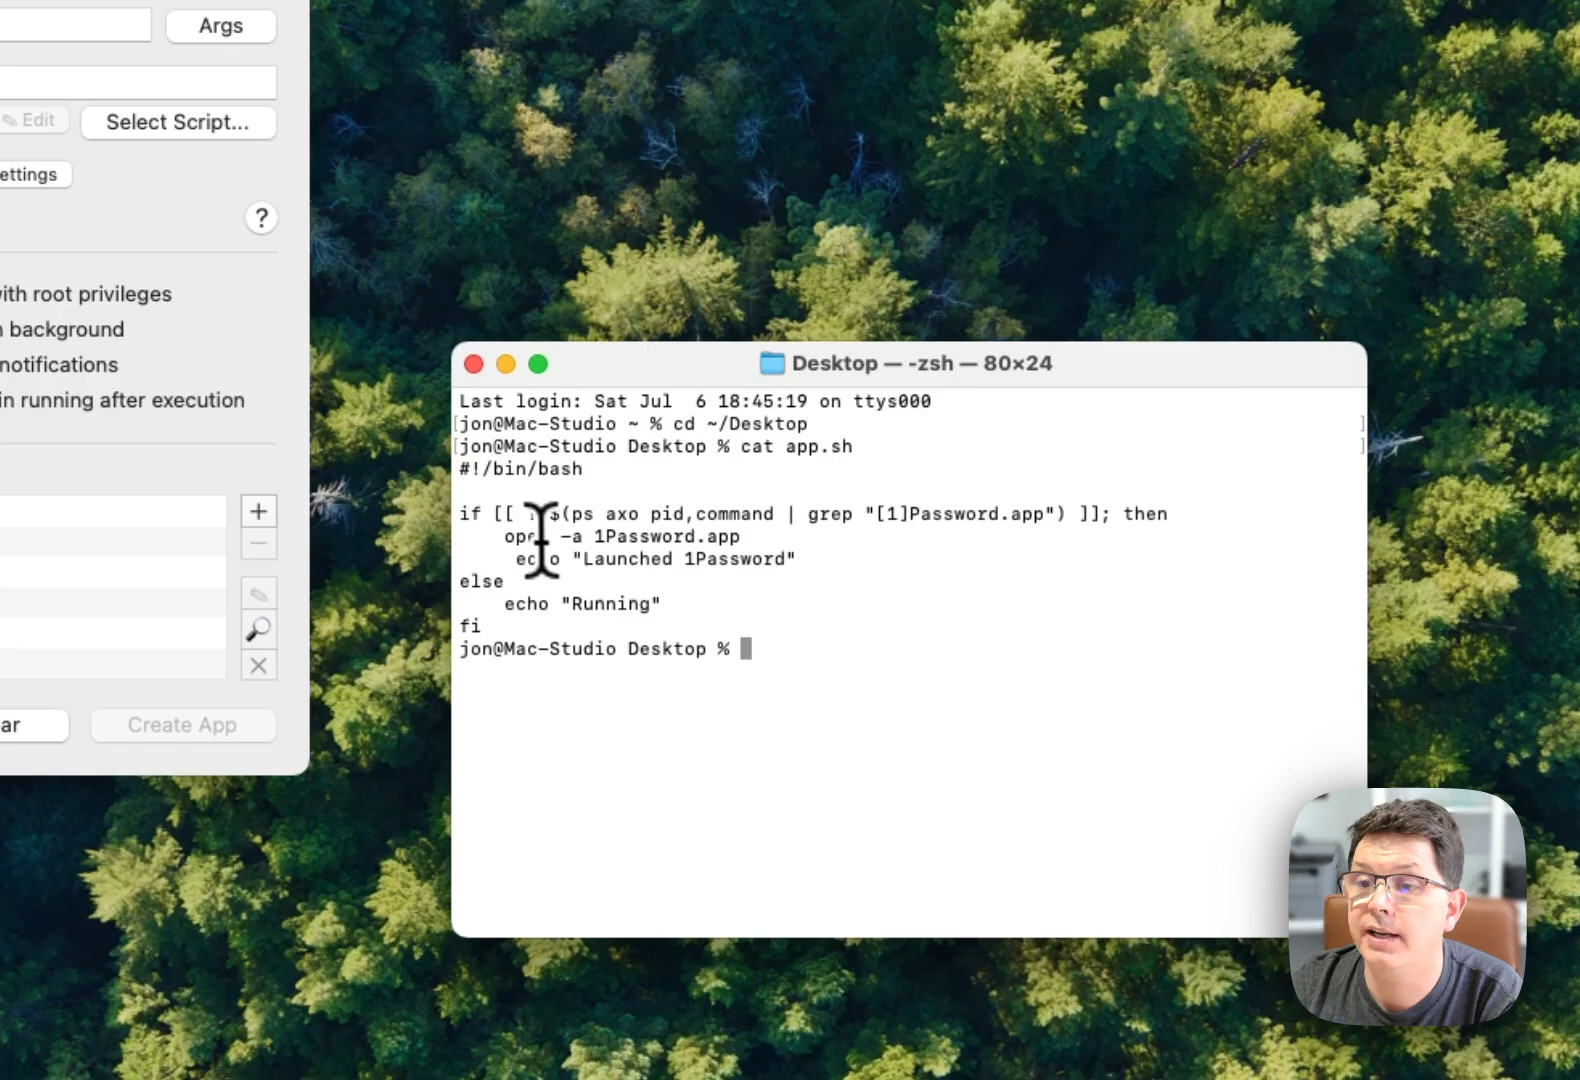 Args
Edit
Select Script...
ettings
?
with root privileges
n background
notifications
in running after execution
ar
Create App
Desktop — -zsh — 80×24
Last login: Sat Jul  6 18:45:19 on ttys000
[jon@Mac-Studio ~ % cd ~/Desktop ]
[jon@Mac-Studio Desktop % cat app.sh ]
#!/bin/bash
if [[ $(ps axo pid,command | grep "[1]Password.app") ]]; then
-a 1Password.app
"Launched 1Password"
else
echo "Running"
fi
jon@Mac-Studio Desktop %